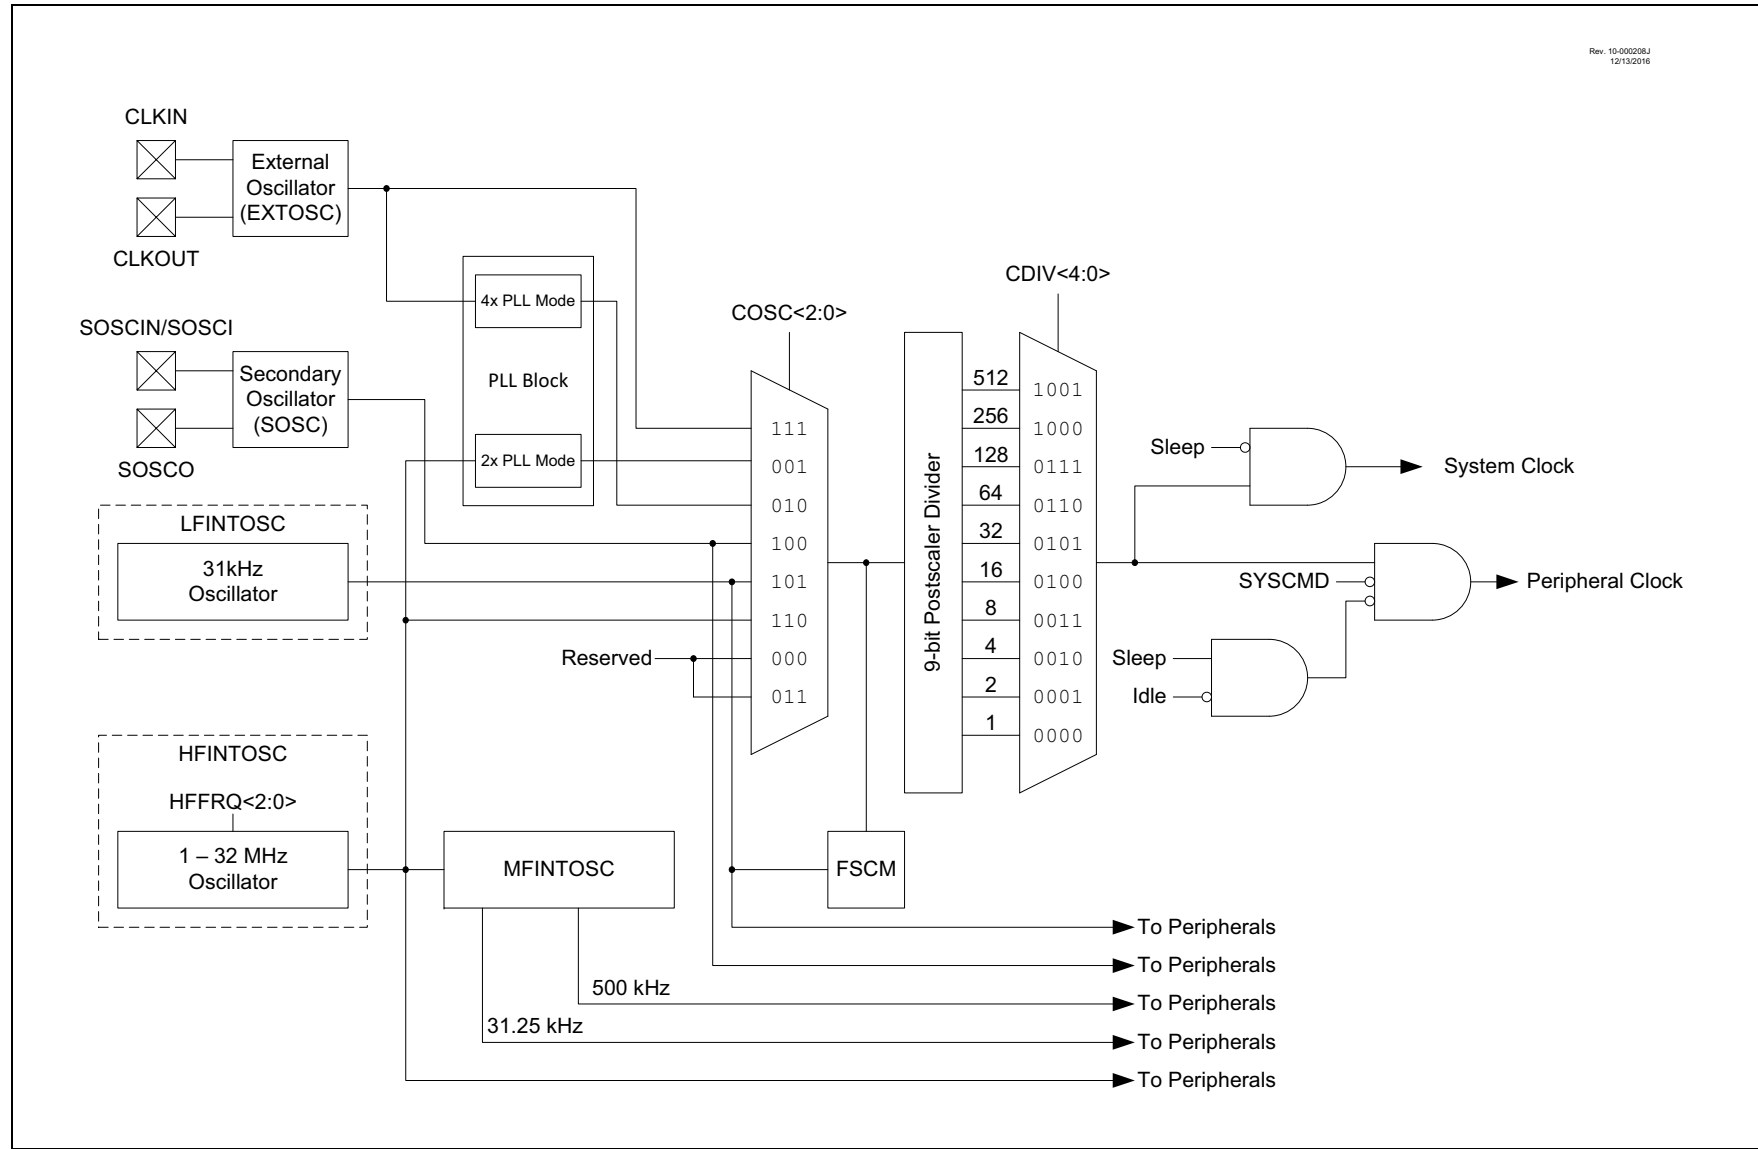 Rev. 10-000208J
12/13/2016
CLKIN
External
Oscillator
(EXTOSC)
CLKOUT
SOSCIN/SOSCI
Secondary
Oscillator
(SOSC)
SOSCO
4x PLL Mode
PLL Block
2x PLL Mode
LFINTOSC
31kHz
Oscillator
Reserved
HFINTOSC
HFFRQ<2:0>
1 – 32 MHz
Oscillator
MFINTOSC
500 kHz
31.25 kHz
COSC<2:0>
111
001
010
100
101
110
000
011
FSCM
9-bit Postscaler Divider
CDIV<4:0>
512 1001
256 1000
128 0111
64 0110
32 0101
16 0100
8 0011
4 0010
2 0001
1 0000
Sleep
System Clock
SYSCMD
Peripheral Clock
Sleep
Idle
To Peripherals
To Peripherals
To Peripherals
To Peripherals
To Peripherals